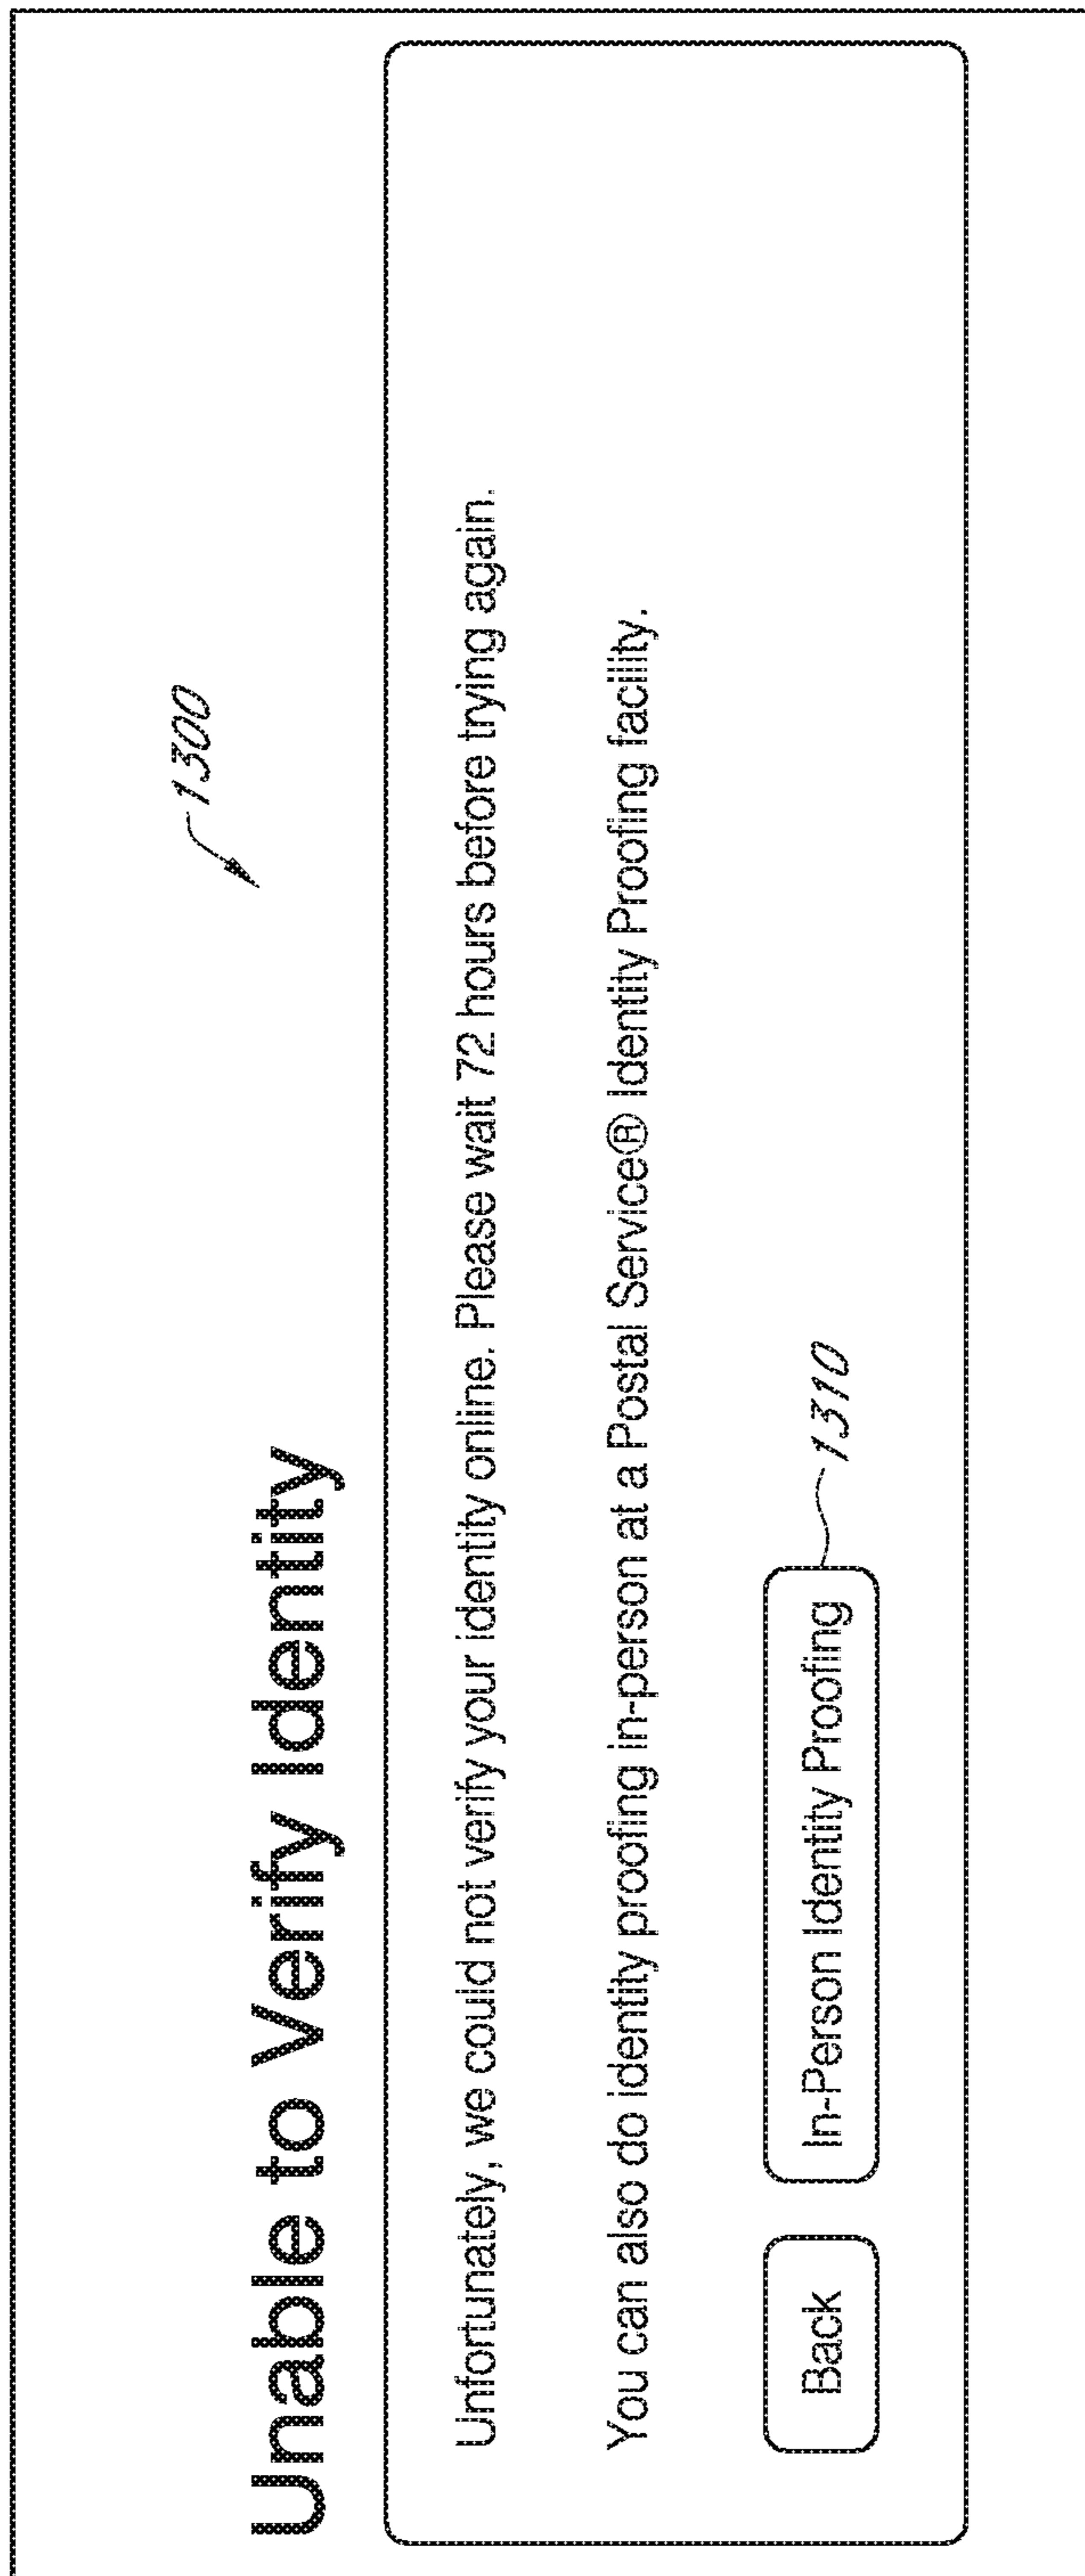 1300
Unable to Verify Identity
Unfortunately, we could not verify your identity online. Please wait 72 hours before trying again.
You can also do identity proofing in-person at a Postal Service® Identity Proofing facility.
Back
In-Person Identity Proofing
1310